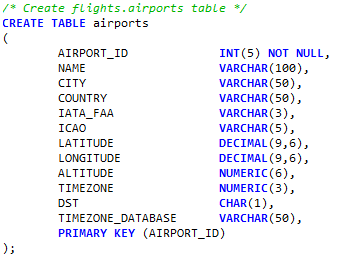 /* Create flights.airports table */
CREATE TABLE airports
(
AIRPORT_ID INT(5) NOT NULL,
NAME VARCHAR(100),
CITY VARCHAR(50),
COUNTRY VARCHAR(50),
IATA_FAA VARCHAR(3),
ICAO VARCHAR(5),
LATITUDE DECIMAL(9,6),
LONGITUDE DECIMAL(9,6),
ALTITUDE NUMERIC(6),
TIMEZONE NUMERIC(3),
DST CHAR(1),
TIMEZONE_DATABASE VARCHAR(50),
PRIMARY KEY (AIRPORT_ID)
);